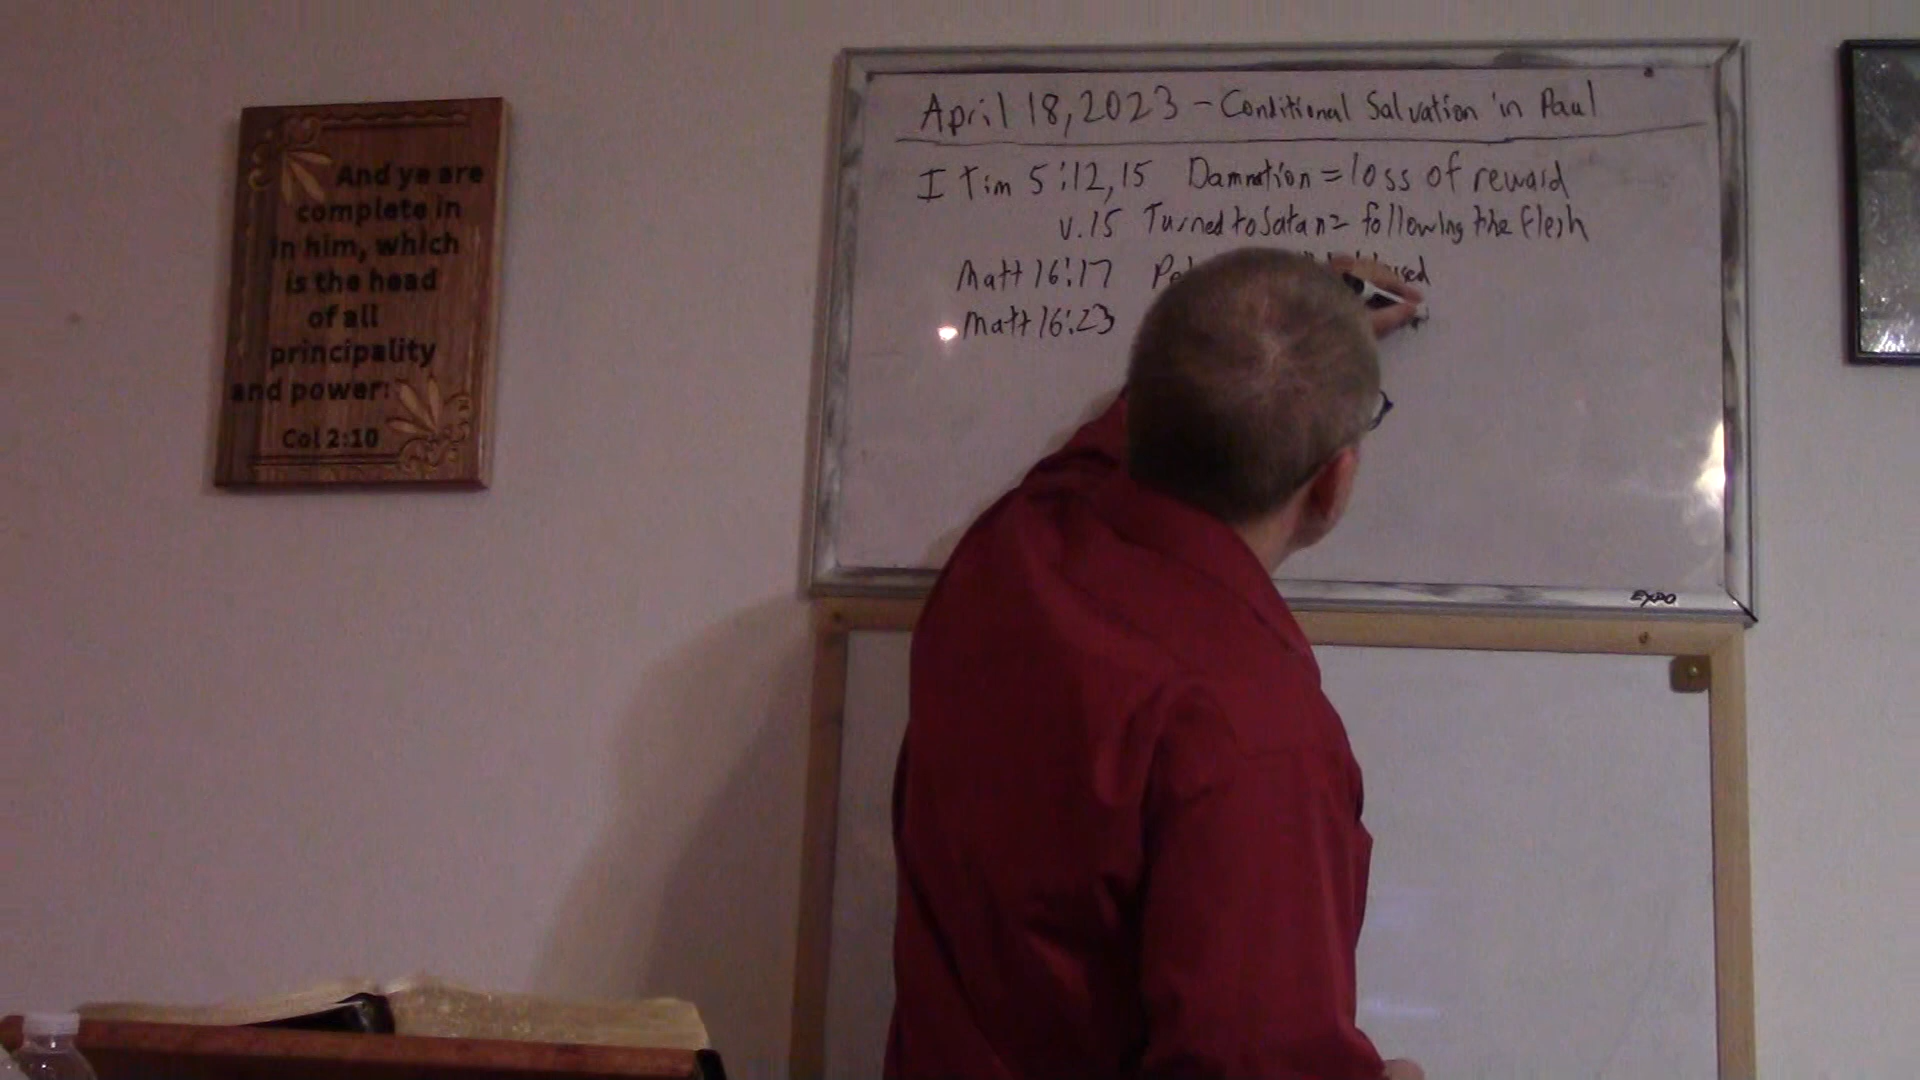 And ye are
complete in
in him, which
is the head
of all
principality
and power:
Col 2:10
April 18, 2023 - Conditional Salvation in Paul
I Tim 5:12,15 Damnation = loss of reward
v.15 Turned to Satan = following the flesh
Matt 16:17
Matt 16:23
EXPO